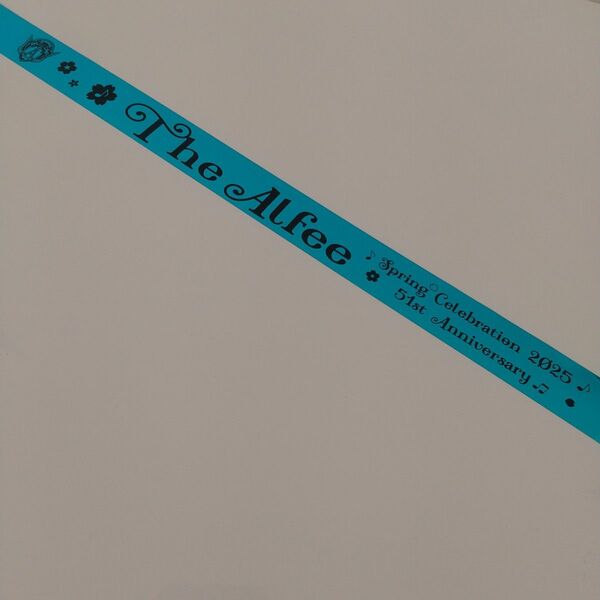 The Alfee
♪ Spring Celebration 2025 ♪
51st Anniversary ♫